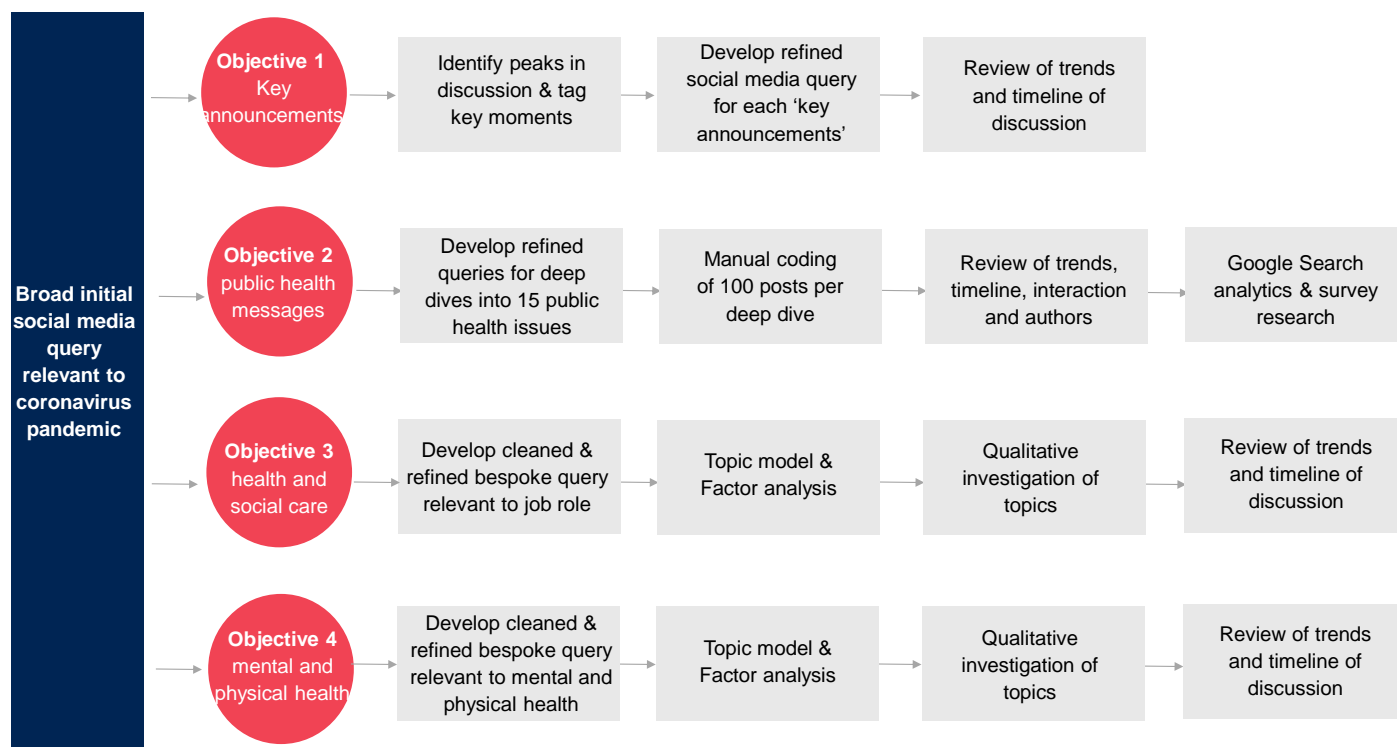 Broad initial
social media
query
relevant to
coronavirus
pandemic
Objective 1
Key
announcements
Identify peaks in
discussion & tag
key moments
Develop refined
social media query
for each ‘key
announcements’
Review of trends
and timeline of
discussion
Objective 2
public health
messages
Develop refined
queries for deep
dives into 15 public
health issues
Manual coding
of 100 posts per
deep dive
Review of trends,
timeline, interaction
and authors
Google Search
analytics & survey
research
Objective 3
health and
social care
Develop cleaned &
refined bespoke query
relevant to job role
Topic model &
Factor analysis
Qualitative
investigation of
topics
Review of trends
and timeline of
discussion
Objective 4
mental and
physical health
Develop cleaned &
refined bespoke query
relevant to mental and
physical health
Topic model &
Factor analysis
Qualitative
investigation of
topics
Review of trends
and timeline of
discussion